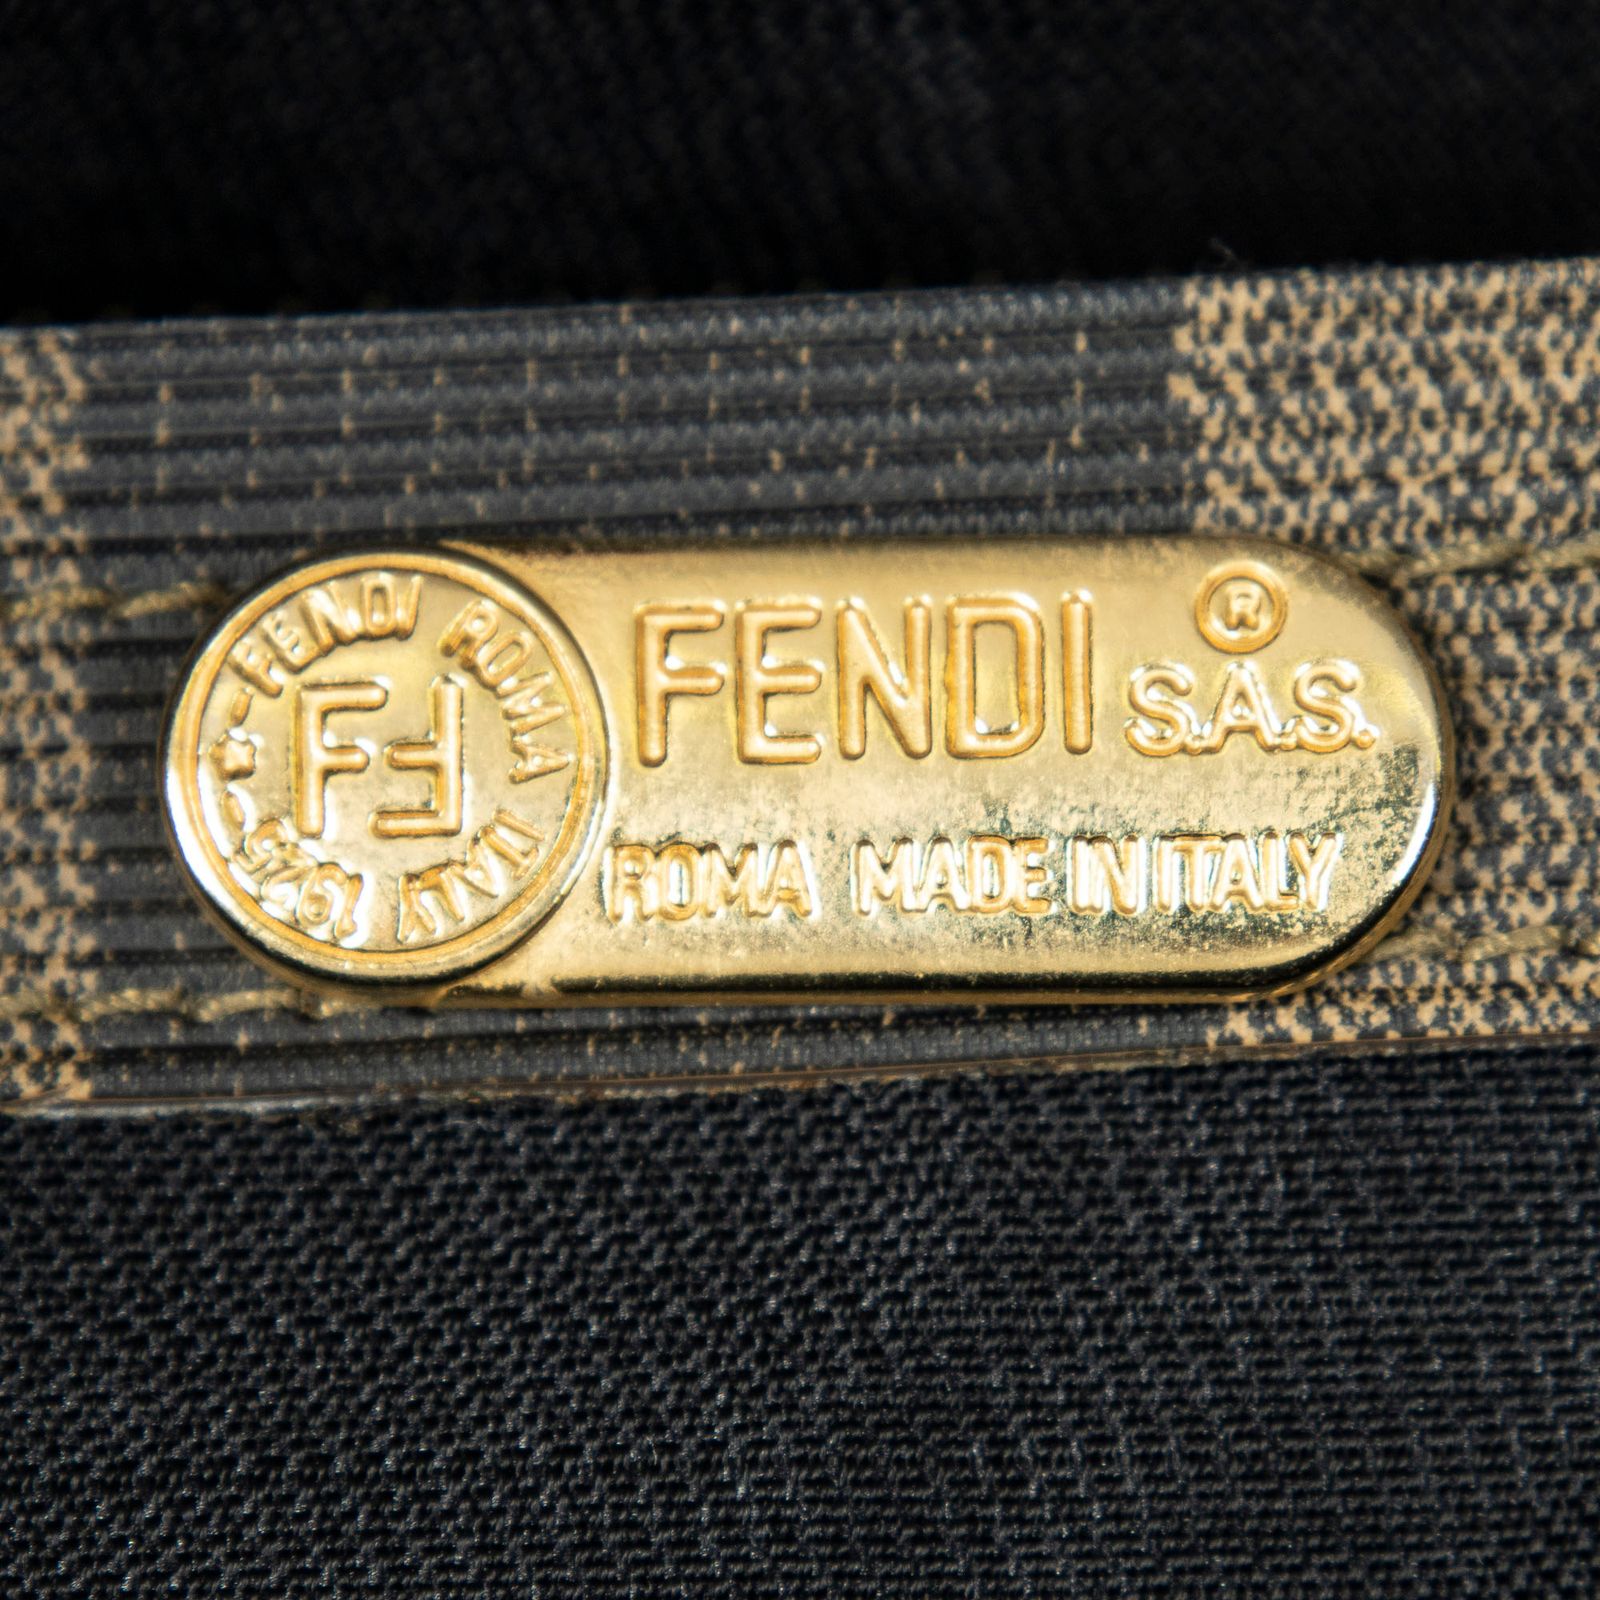 FENDI ROMA ITALY 1925
FF
FENDI S.A.S. ®
ROMA MADE IN ITALY